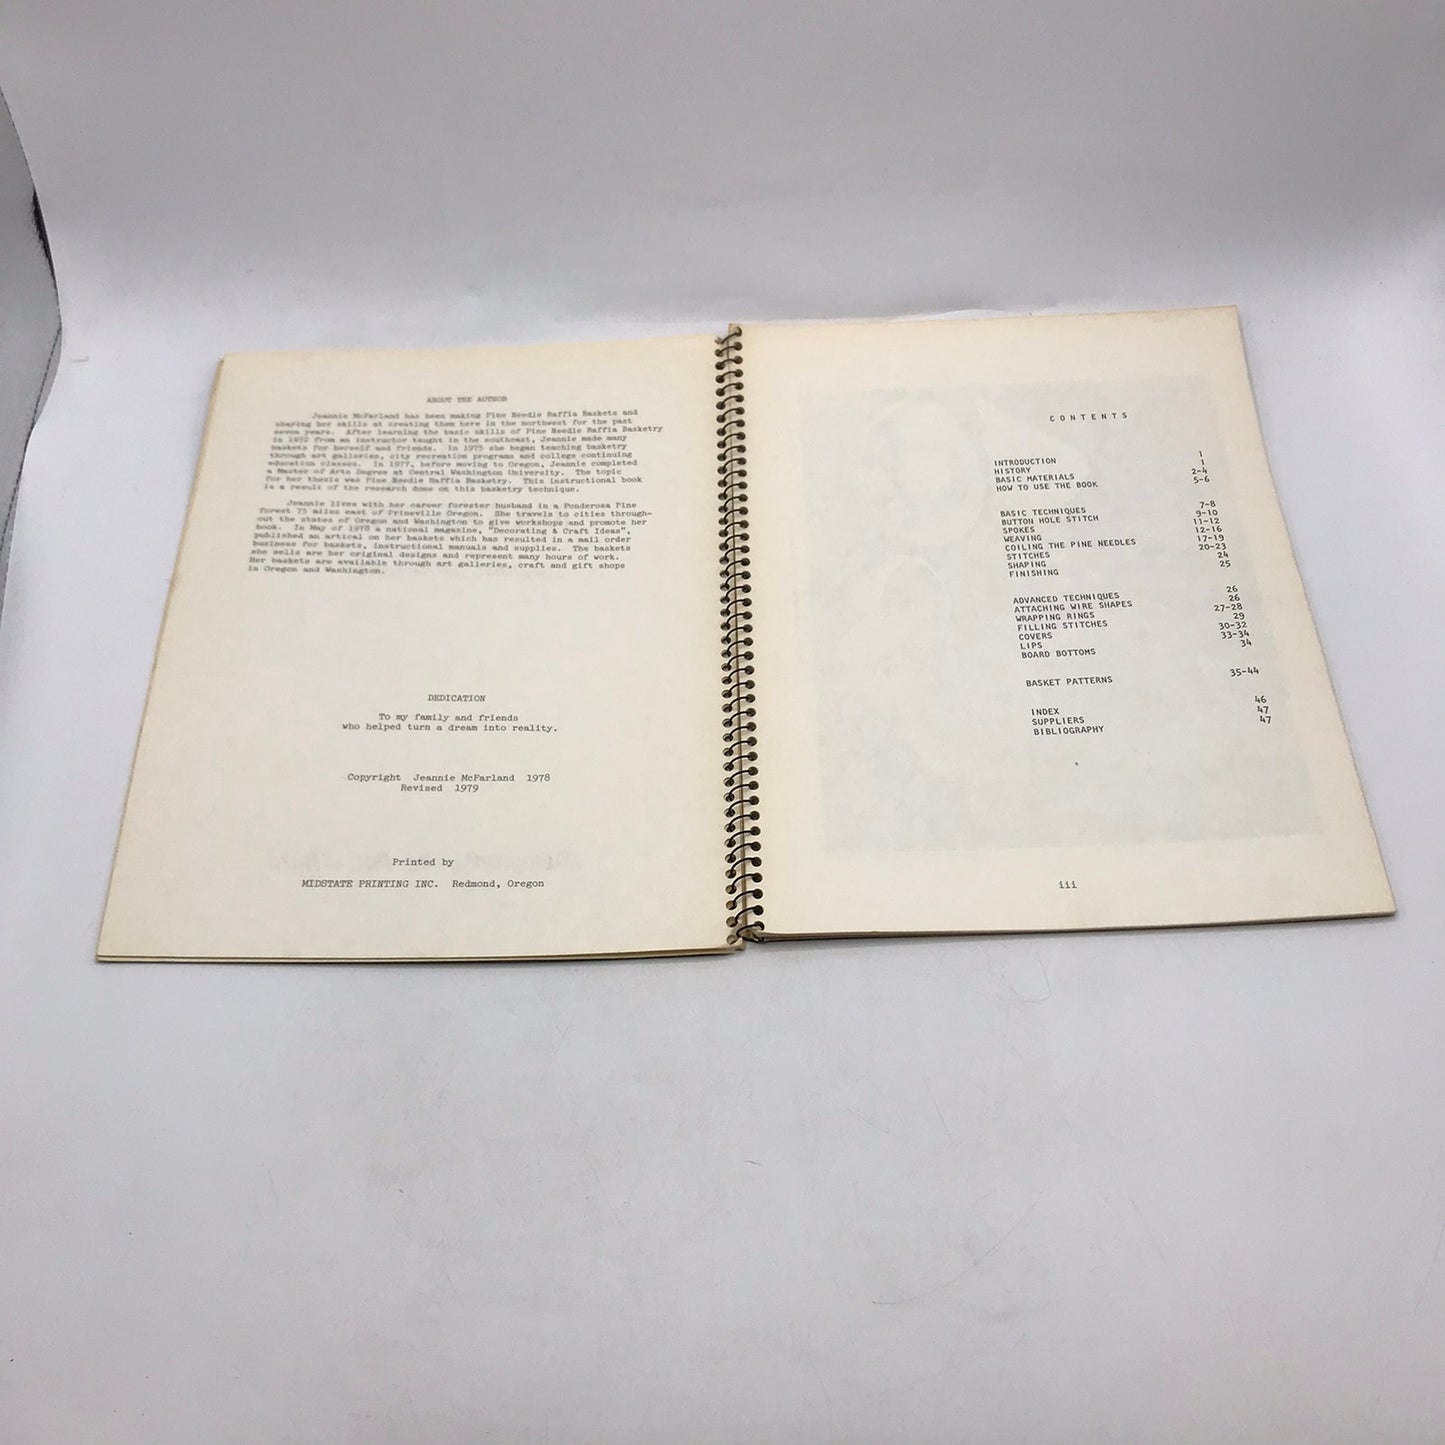 ABOUT THE AUTHOR
Jeannie McFarland has been making Pine Needle Raffia Baskets and
sharing her skills at creating them here in the northwest for the past
seven years. After learning the basic skills of Pine Needle Raffia Basketry
in from an instructor taught in the southeast, Jeannie made many
baskets for herself and friends. In 1975 she began teaching basketry
through art galleries, city recreation programs and college continuing
education classes. In 1977, before moving to Oregon, Jeannie completed
a Master of Arts Degree at Central Washington University. The topic
for her thesis was Pine Needle Raffia Basketry. This instructional book
is a result of the research done on this basketry technique.
Jeannie lives with her career forester husband in a Ponderosa Pine
forest 75 miles east of Prineville Oregon. She travels to cities through-
out the states of Oregon and Washington to give workshops and promote her
book. In May of 1978 a national magazine, "Decorating & Craft Ideas",
published an artical on her baskets which has resulted in a mail order
business for baskets, instructional manuals and supplies. The baskets
she sells are her original designs and represent many hours of work.
Her baskets are available through art galleries, craft and gift shops
in Oregon and Washington.
DEDICATION
To my family and friends
who helped turn a dream into reality.
Copyright Jeannie McFarland 1978
Revised 1979
Printed by
MIDSTATE PRINTING INC. Redmond, Oregon
CONTENTS
INTRODUCTION 1
HISTORY 1
BASIC MATERIALS 2-4
HOW TO USE THE BOOK 5-6
BASIC TECHNIQUES
BUTTON HOLE STITCH 7-8
SPOKES 9-10
WEAVING 11-12
COILING THE PINE NEEDLES 12-16
STITCHES 17-19
SHAPING 20-23
FINISHING 24
25
ADVANCED TECHNIQUES
ATTACHING WIRE SHAPES 26
WRAPPING RINGS 26
FILLING STITCHES 27-28
COVERS 29
LIPS 30-32
BOARD BOTTOMS 33-34
34
BASKET PATTERNS 35-44
INDEX 46
SUPPLIERS 47
BIBLIOGRAPHY 47
iii